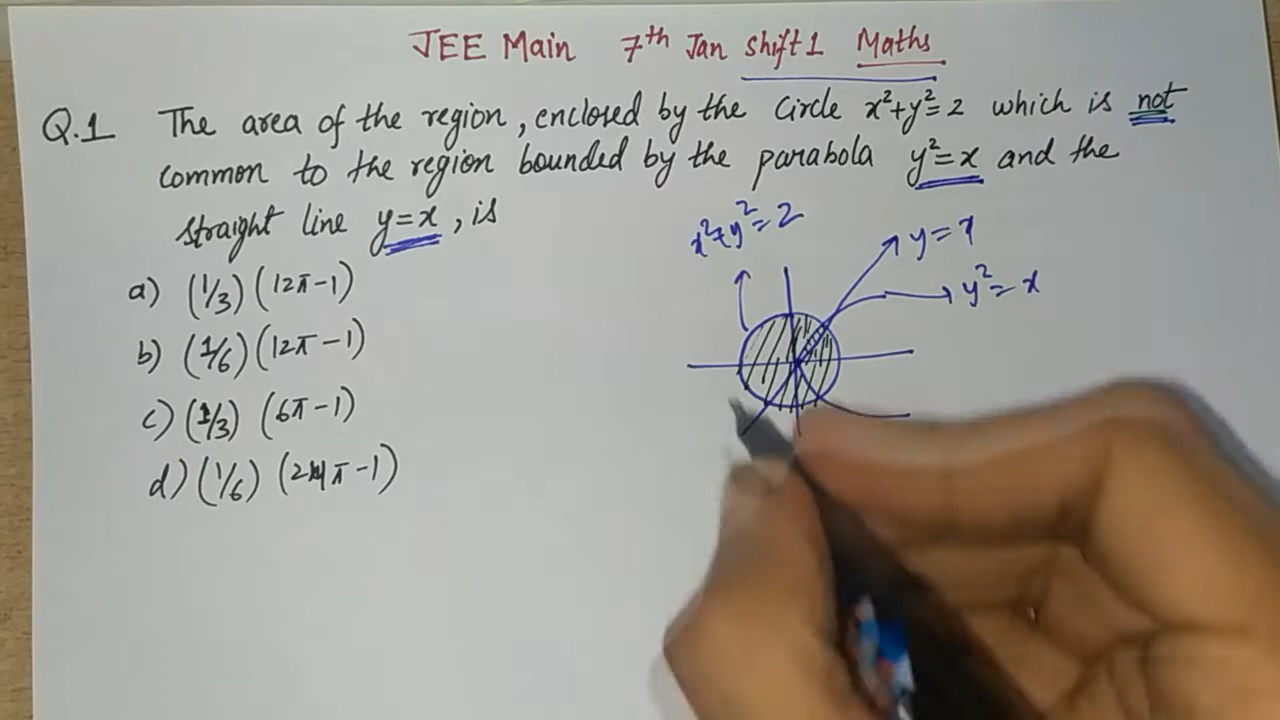 JEE Main 7th Jan shift 1 Maths
Q.1 The area of the region, enclosed by the circle x²+y²=2 which is not
common to the region bounded by the parabola y²=x and the
straight line y=x, is
a) (1/3) (12π-1)
b) (1/6) (12π-1)
c) (1/3) (6π-1)
d) (1/6) (24π-1)
x²+y²=2
y=x
y²=x